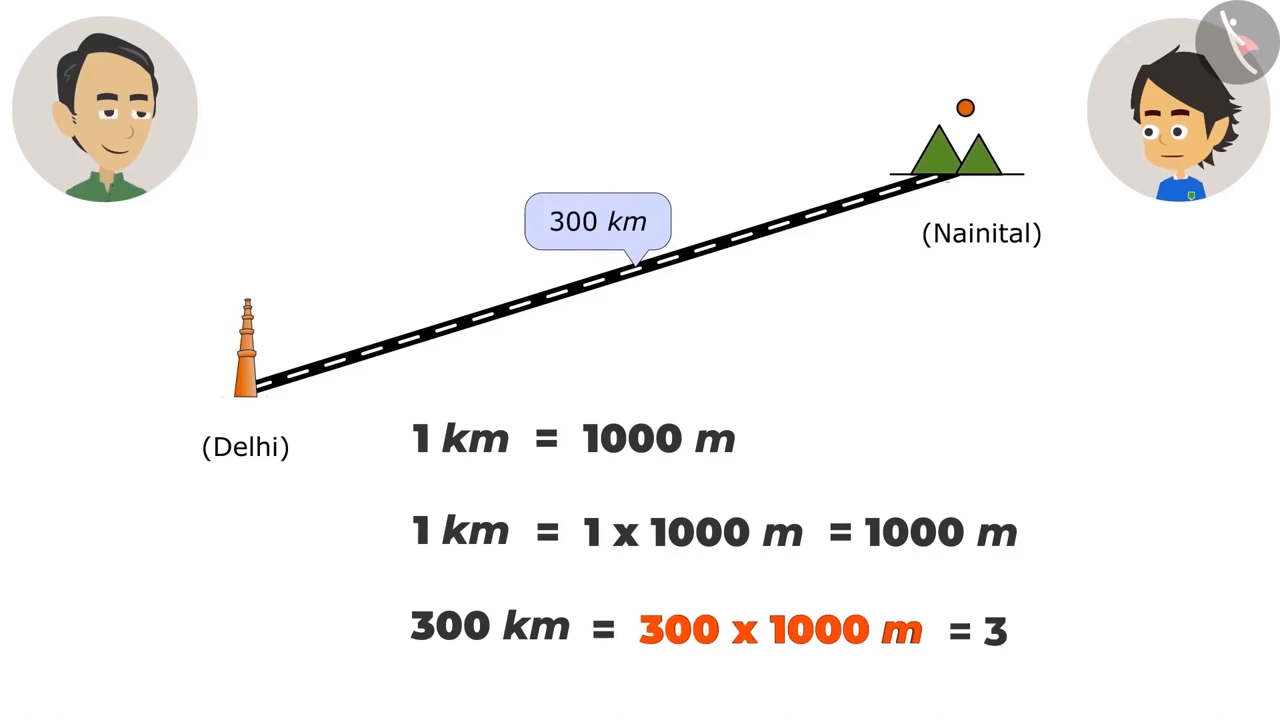 300 km
(Nainital)
(Delhi)
1 km = 1000 m
1 km = 1 x 1000 m = 1000 m
300 km = 300 x 1000 m = 3